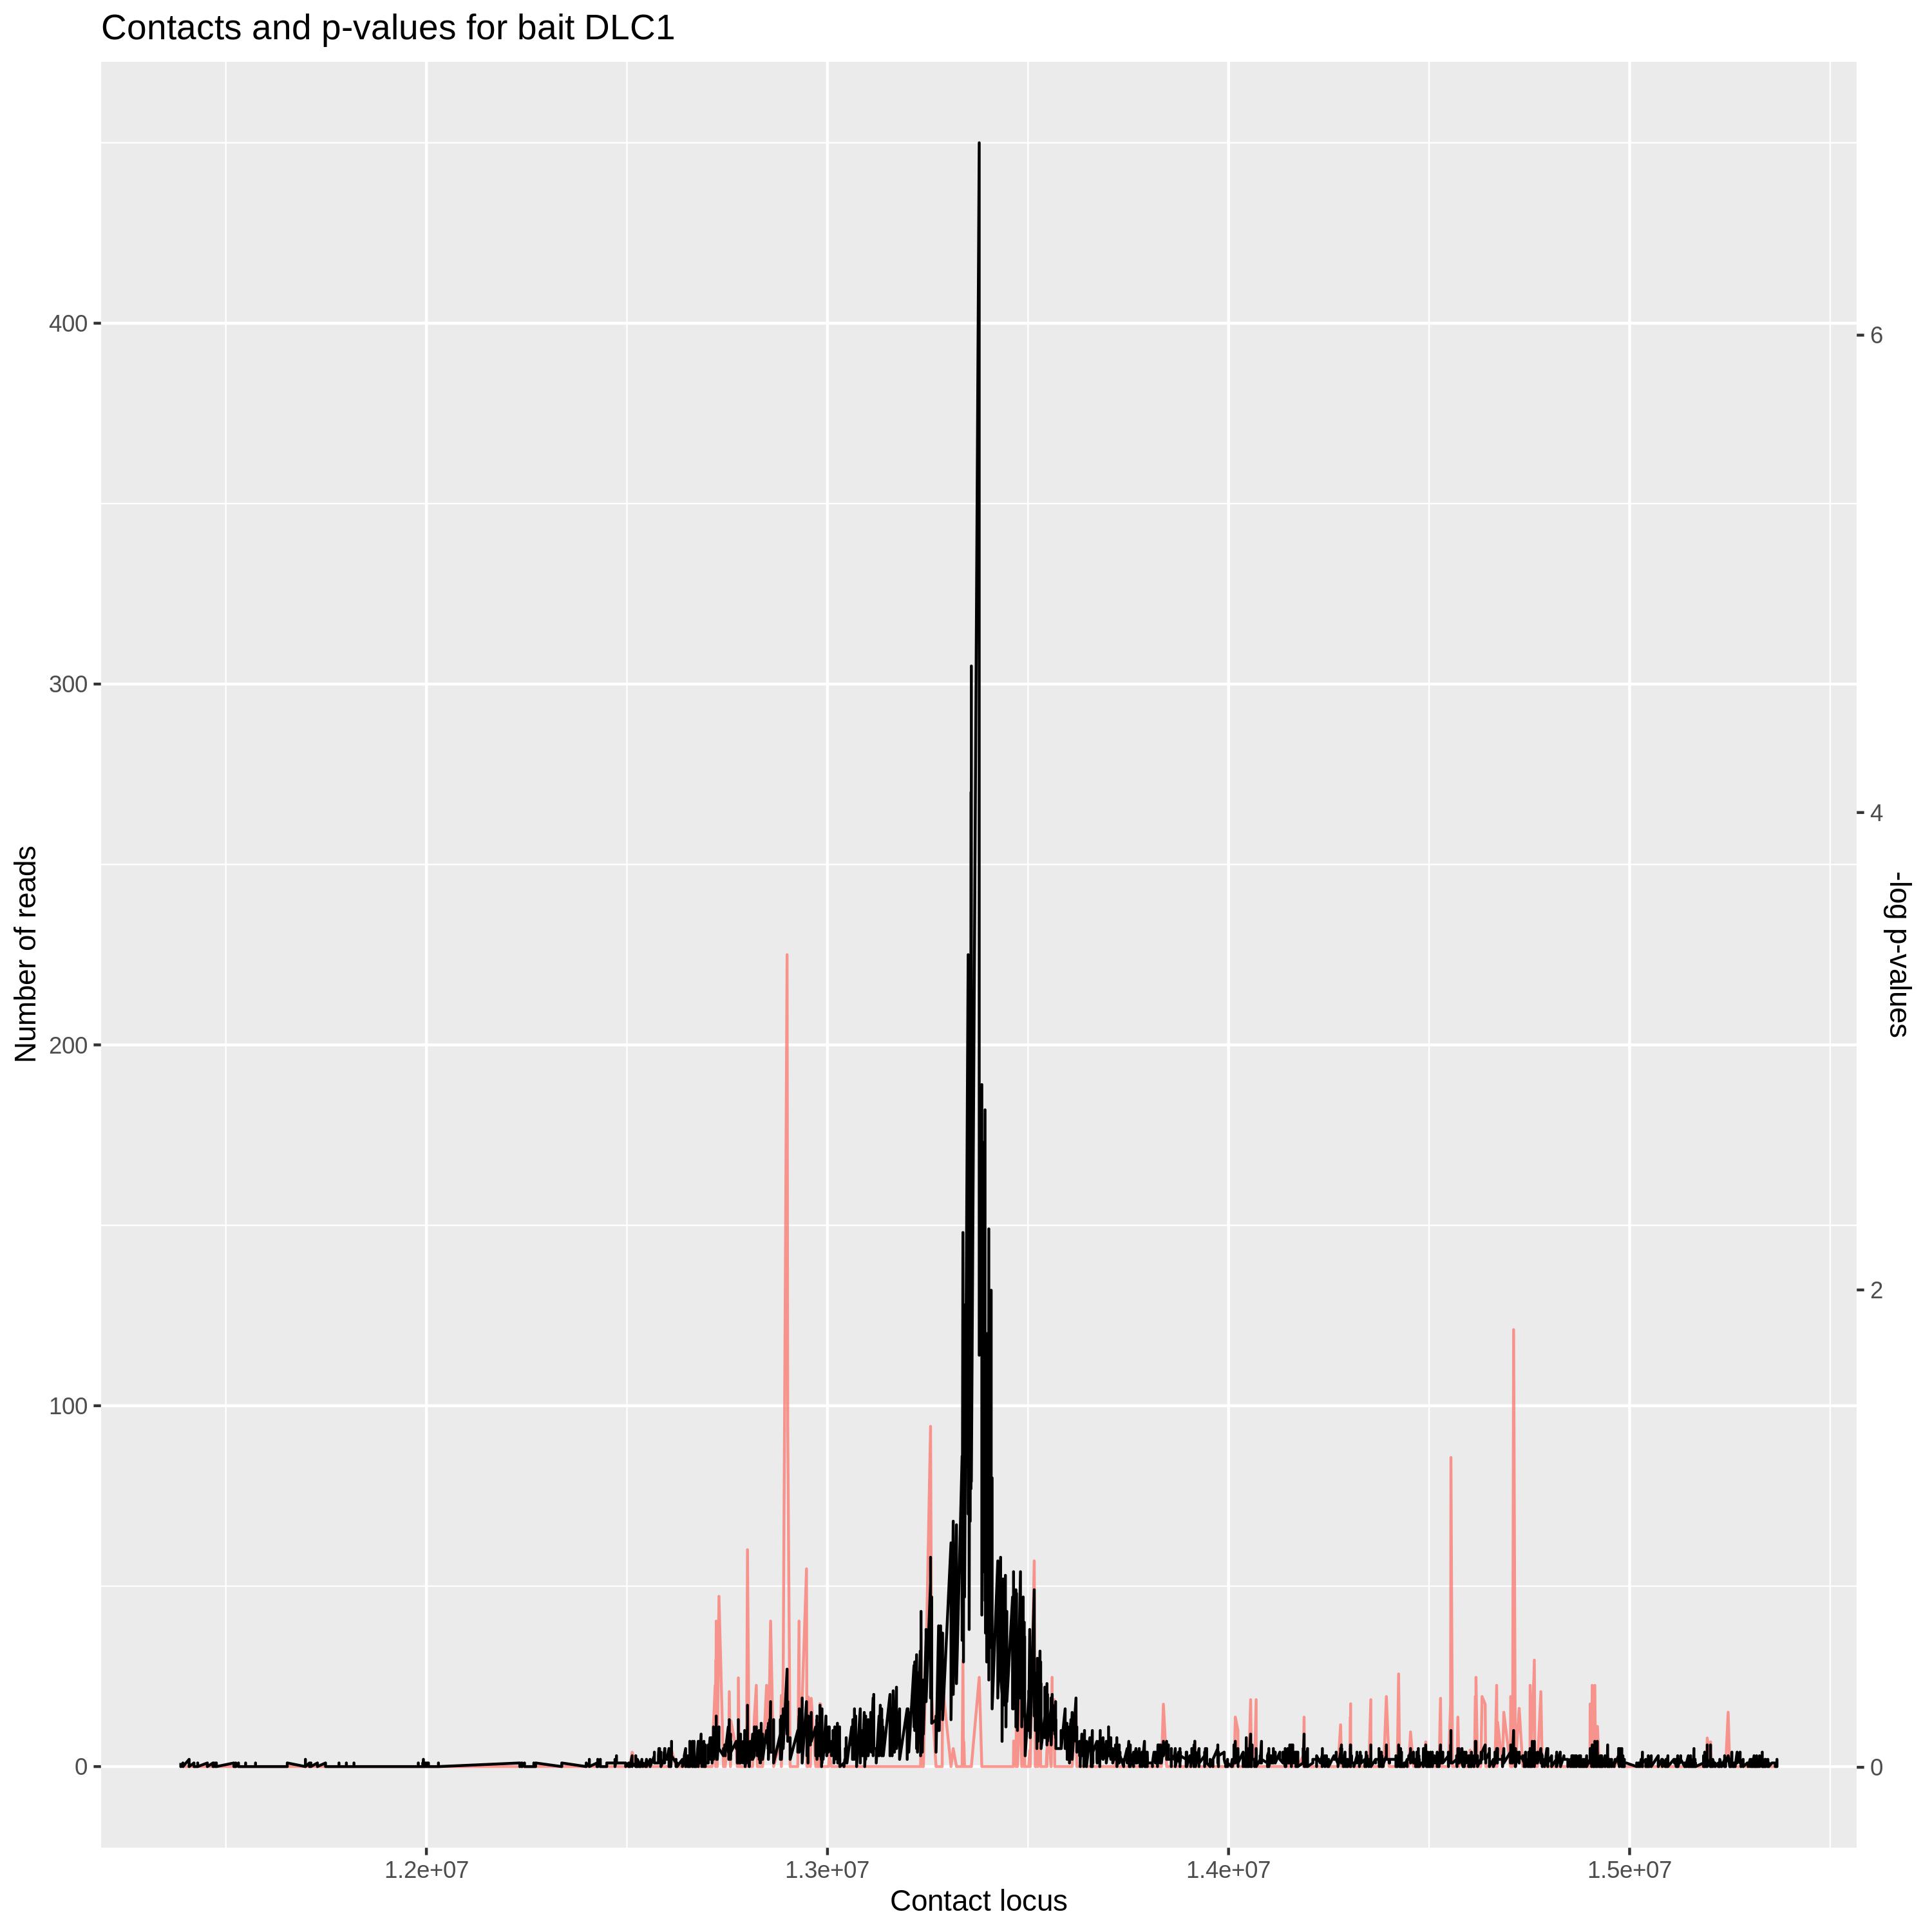 Contacts and p-values for bait DLC1
400
300
200
100
0
Number of reads
6
4
2
0
-log p-values
1.2e+07 1.3e+07 1.4e+07 1.5e+07
Contact locus